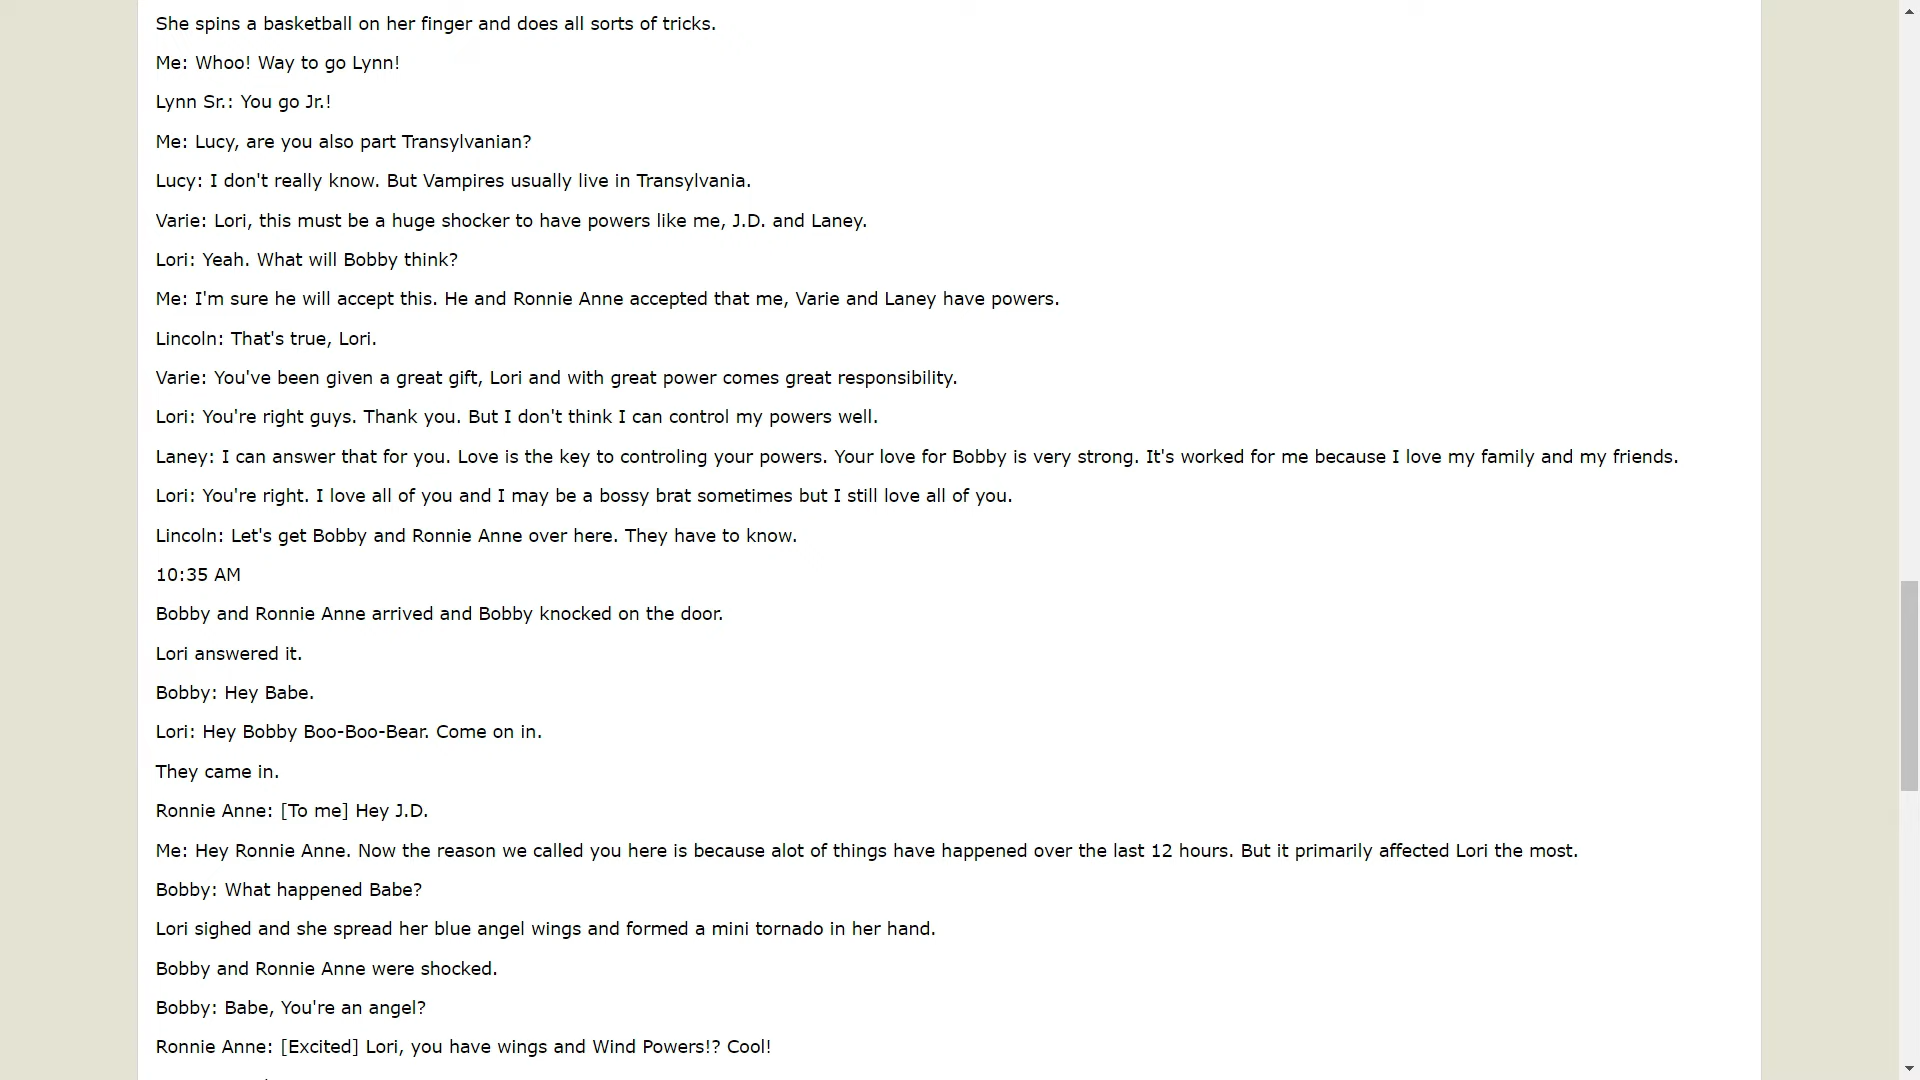 She spins a basketball on her finger and does all sorts of tricks.
Me: Whoo! Way to go Lynn!
Lynn Sr.: You go Jr.!
Me: Lucy, are you also part Transylvanian?
Lucy: I don't really know. But Vampires usually live in Transylvania.
Varie: Lori, this must be a huge shocker to have powers like me, J.D. and Laney.
Lori: Yeah. What will Bobby think?
Me: I'm sure he will accept this. He and Ronnie Anne accepted that me, Varie and Laney have powers.
Lincoln: That's true, Lori.
Varie: You've been given a great gift, Lori and with great power comes great responsibility.
Lori: You're right guys. Thank you. But I don't think I can control my powers well.
Laney: I can answer that for you. Love is the key to controling your powers. Your love for Bobby is very strong. It's worked for me because I love my family and my friends.
Lori: You're right. I love all of you and I may be a bossy brat sometimes but I still love all of you.
Lincoln: Let's get Bobby and Ronnie Anne over here. They have to know.
10:35 AM
Bobby and Ronnie Anne arrived and Bobby knocked on the door.
Lori answered it.
Bobby: Hey Babe.
Lori: Hey Bobby Boo-Boo-Bear. Come on in.
They came in.
Ronnie Anne: [To me] Hey J.D.
Me: Hey Ronnie Anne. Now the reason we called you here is because alot of things have happened over the last 12 hours. But it primarily affected Lori the most.
Bobby: What happened Babe?
Lori sighed and she spread her blue angel wings and formed a mini tornado in her hand.
Bobby and Ronnie Anne were shocked.
Bobby: Babe, You're an angel?
Ronnie Anne: [Excited] Lori, you have wings and Wind Powers!? Cool!